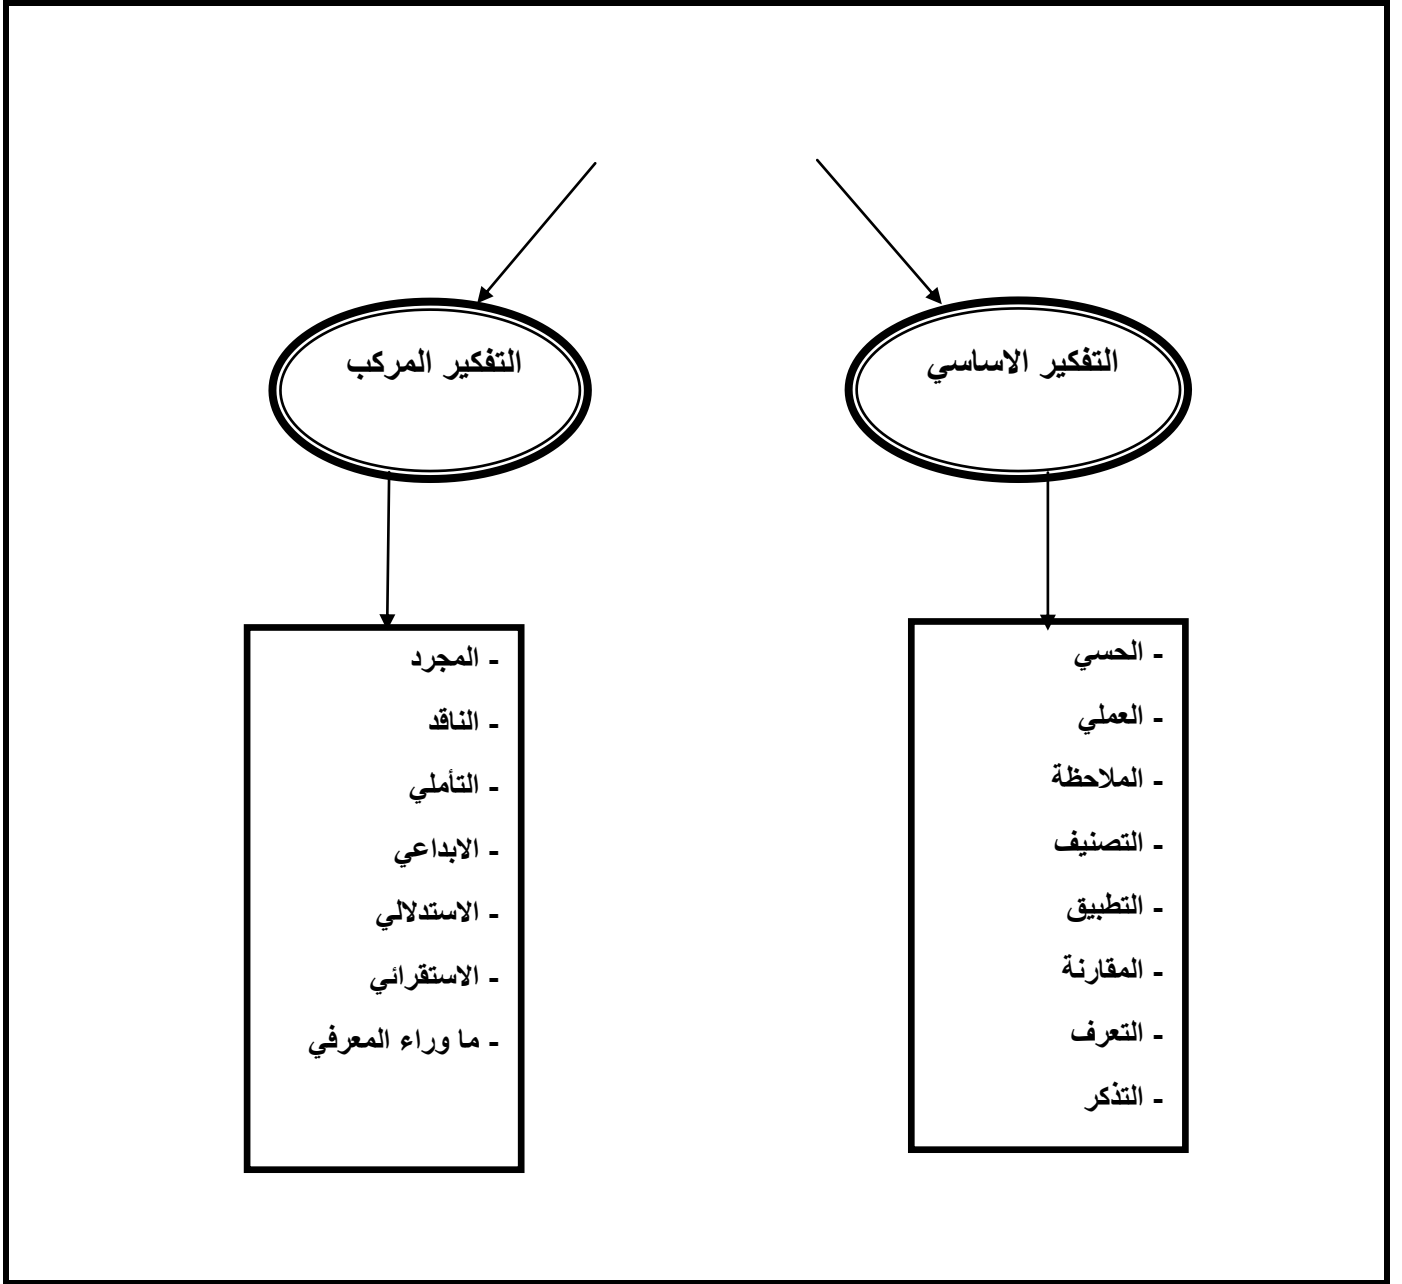 التفكير الاساسي
التفكير المركب
- الحسي
- العملي
- الملاحظة
- التصنيف
- التطبيق
- المقارنة
- التعرف
- التذكر
- المجرد
- الناقد
- التأملي
- الابداعي
- الاستدلالي
- الاستقرائي
- ما وراء المعرفي